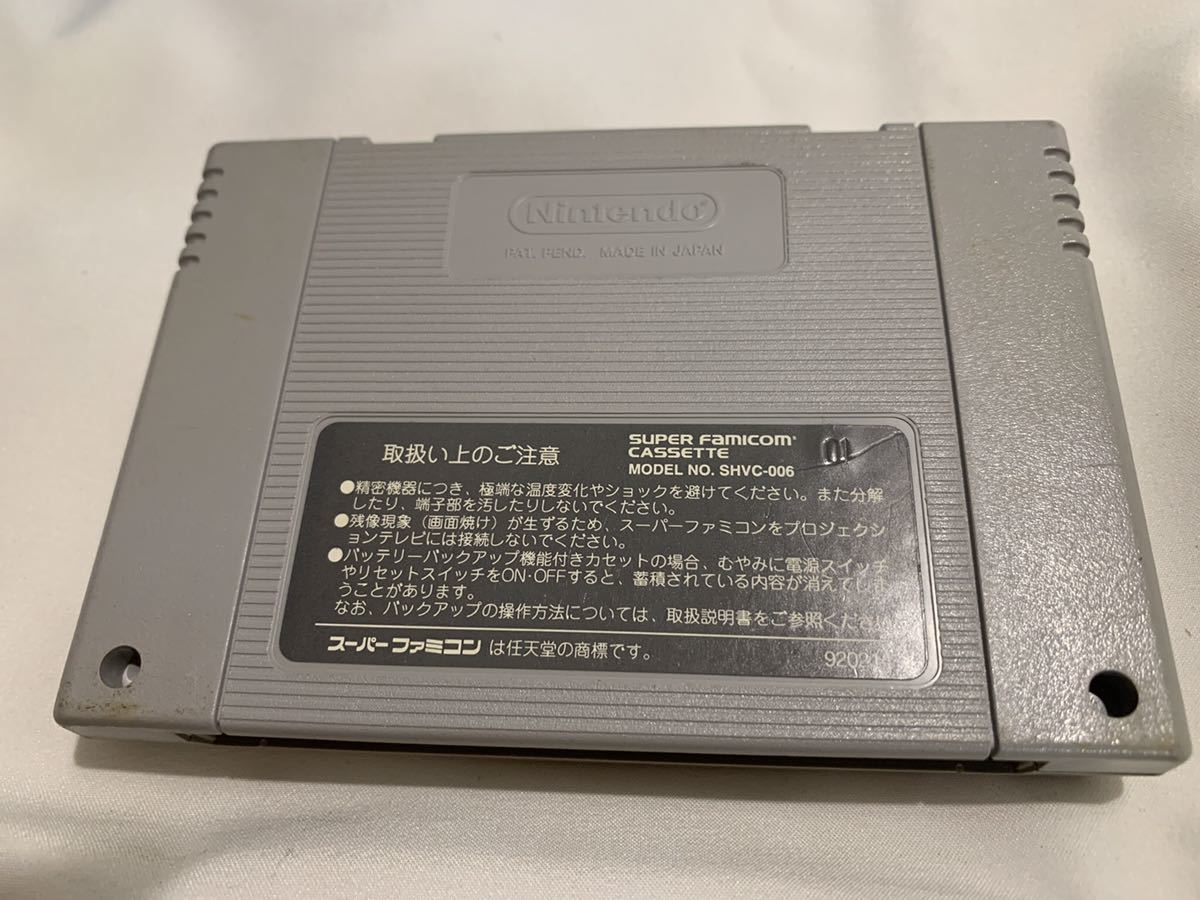 Nintendo®
PAT. PEND. MADE IN JAPAN
取扱い上のご注意
SUPER FAMICOM®
CASSETTE
MODEL NO. SHVC-006
01
●精密機器につき、極端な温度変化やショックを避けてください。また分解
したり、端子部を汚したりしないでください。
●残像現象(画面焼け)が生ずるため、スーパーファミコンをプロジェクシ
ョンテレビには接続しないでください。
●バッテリーバックアップ機能付きカセットの場合、むやみに電源スイッチ
やリセットスイッチをON・OFFすると、蓄積されている内容が消えてしま
うことがあります。
なお、バックアップの操作方法については、取扱説明書をご参照ください
スーパーファミコン は任天堂の商標です。